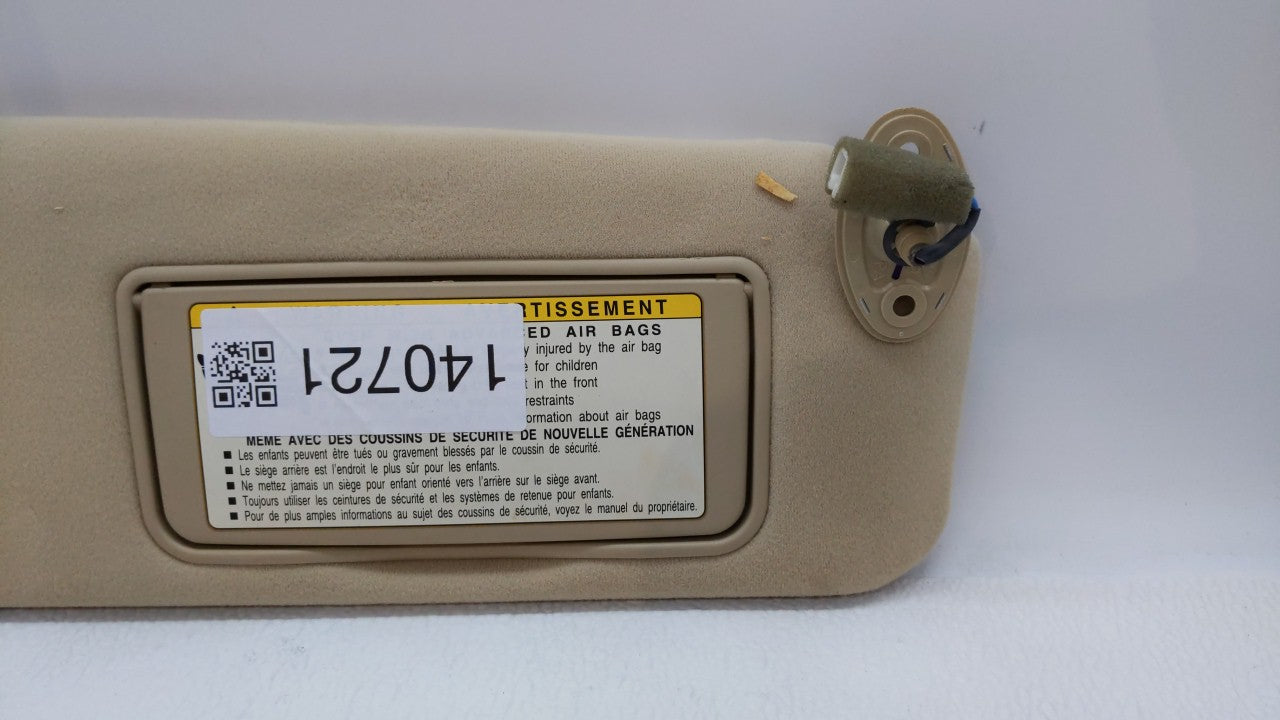 RTISSEMENT
ED AIR BAGS
y injured by the air bag
e for children
t in the front
restraints
ormation about air bags
140721
MÊME AVEC DES COUSSINS DE SÉCURITÉ DE NOUVELLE GÉNÉRATION
■ Les enfants peuvent être tués ou gravement blessés par le coussin de sécurité.
■ Le siège arrière est l'endroit le plus sûr pour les enfants.
■ Ne mettez jamais un siège pour enfant orienté vers l'arrière sur le siège avant.
■ Toujours utiliser les ceintures de sécurité et les systèmes de retenue pour enfants.
■ Pour de plus amples informations au sujet des coussins de sécurité, voyez le manuel du propriétaire.